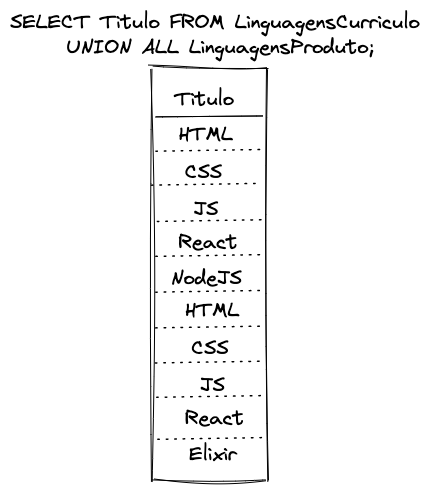 SELECT Titulo FROM LinguagensCurriculo
UNION ALL LinguagensProduto;
Titulo
HTML
CSS
JS
React
NodeJS
HTML
CSS
JS
React
Elixir